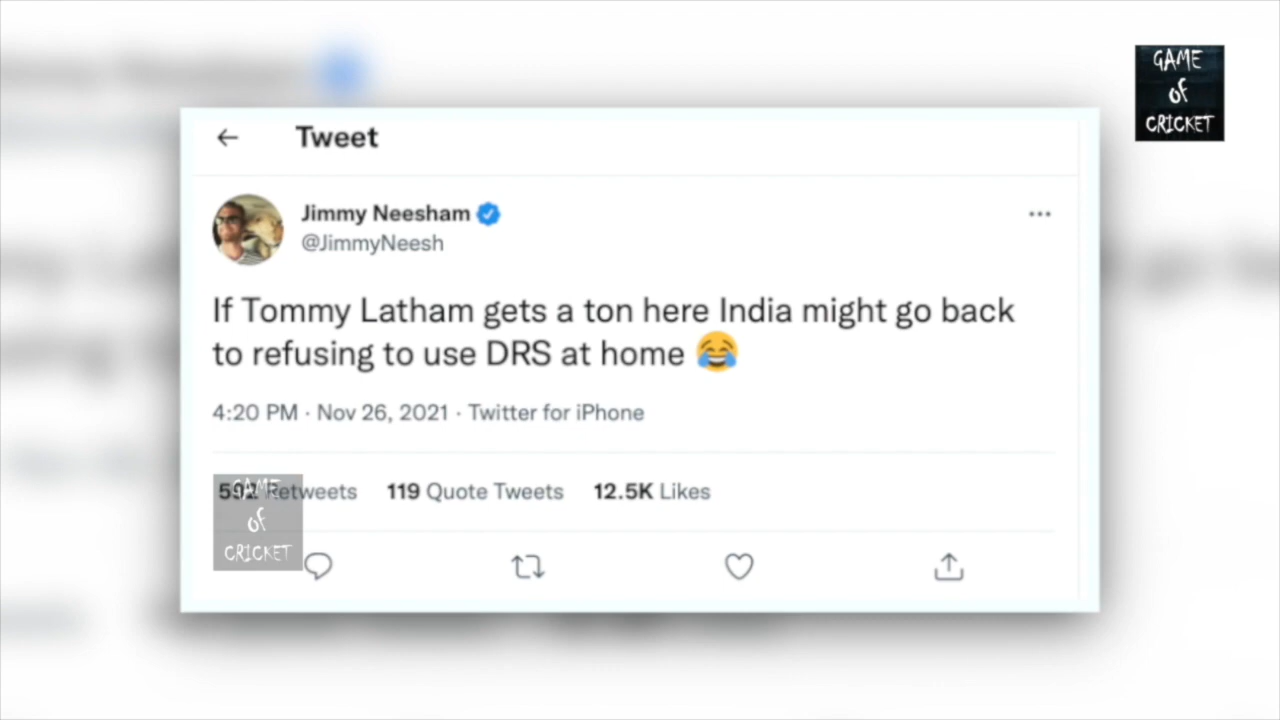 GAME
of
CRICKET
Tweet
Jimmy Neesham
@JimmyNeesh
If Tommy Latham gets a ton here India might go back
to refusing to use DRS at home 😂
4:20 PM · Nov 26, 2021 · Twitter for iPhone
592 Retweets 119 Quote Tweets 12.5K Likes
GAME
of
CRICKET